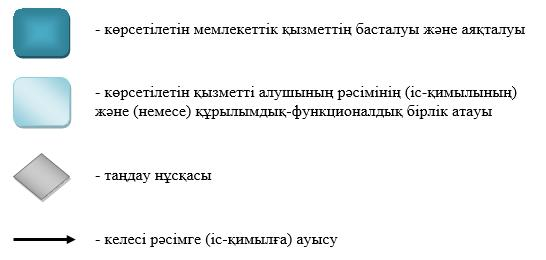 - көрсетілетін мемлекеттік қызметтің басталуы және аяқталуы
- көрсетілетін қызметті алушының рәсімінің (іс-қимылының)
және (немесе) құрылымдық-функционалдық бірлік атауы
- таңдау нұсқасы
- келесі рәсімге (іс-қимылға) ауысу